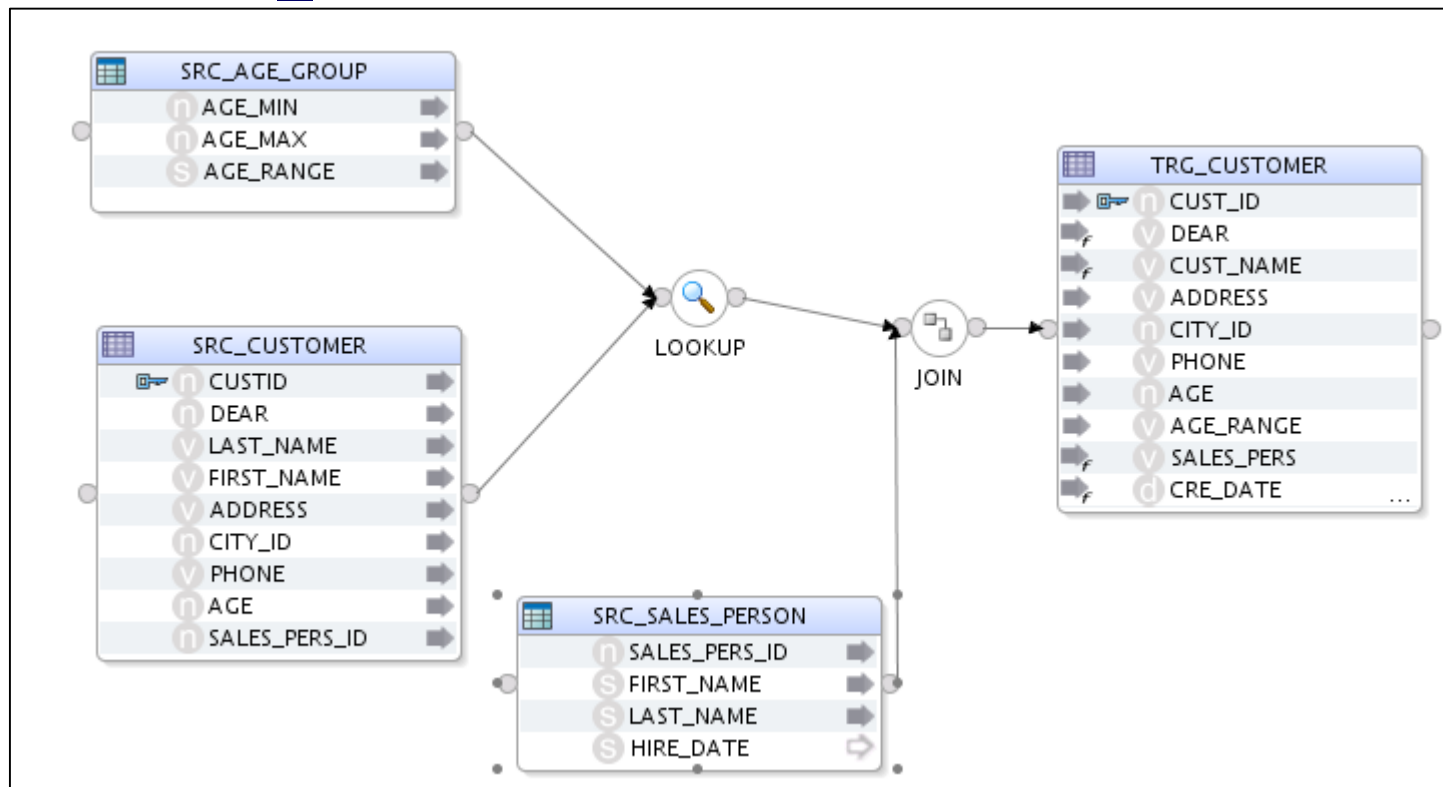 SRC_AGE_GROUP
n AGE_MIN
n AGE_MAX
s AGE_RANGE
SRC_CUSTOMER
n CUSTID
n DEAR
v LAST_NAME
v FIRST_NAME
v ADDRESS
n CITY_ID
v PHONE
n AGE
n SALES_PERS_ID
LOOKUP
JOIN
SRC_SALES_PERSON
n SALES_PERS_ID
s FIRST_NAME
s LAST_NAME
s HIRE_DATE
TRG_CUSTOMER
n CUST_ID
f v DEAR
f v CUST_NAME
v ADDRESS
n CITY_ID
v PHONE
n AGE
v AGE_RANGE
f v SALES_PERS
f d CRE_DATE ...